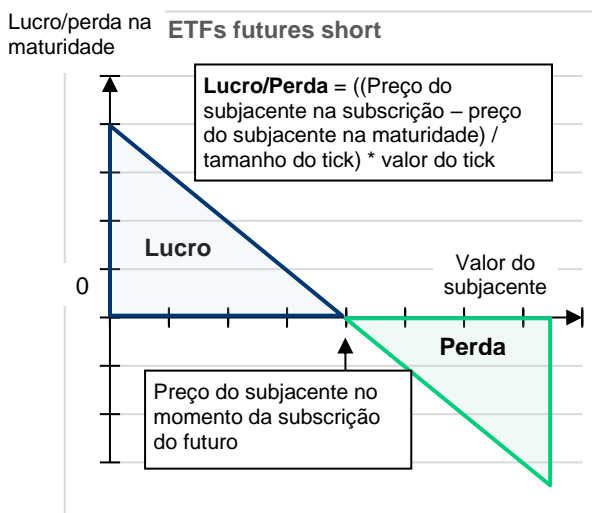 Lucro/perda na
maturidade
ETFs futures short
Lucro/Perda = ((Preço do
subjacente na subscrição – preço
do subjacente na maturidade) /
tamanho do tick) * valor do tick
Lucro
0
Valor do
subjacente
Perda
Preço do subjacente no
momento da subscrição
do futuro